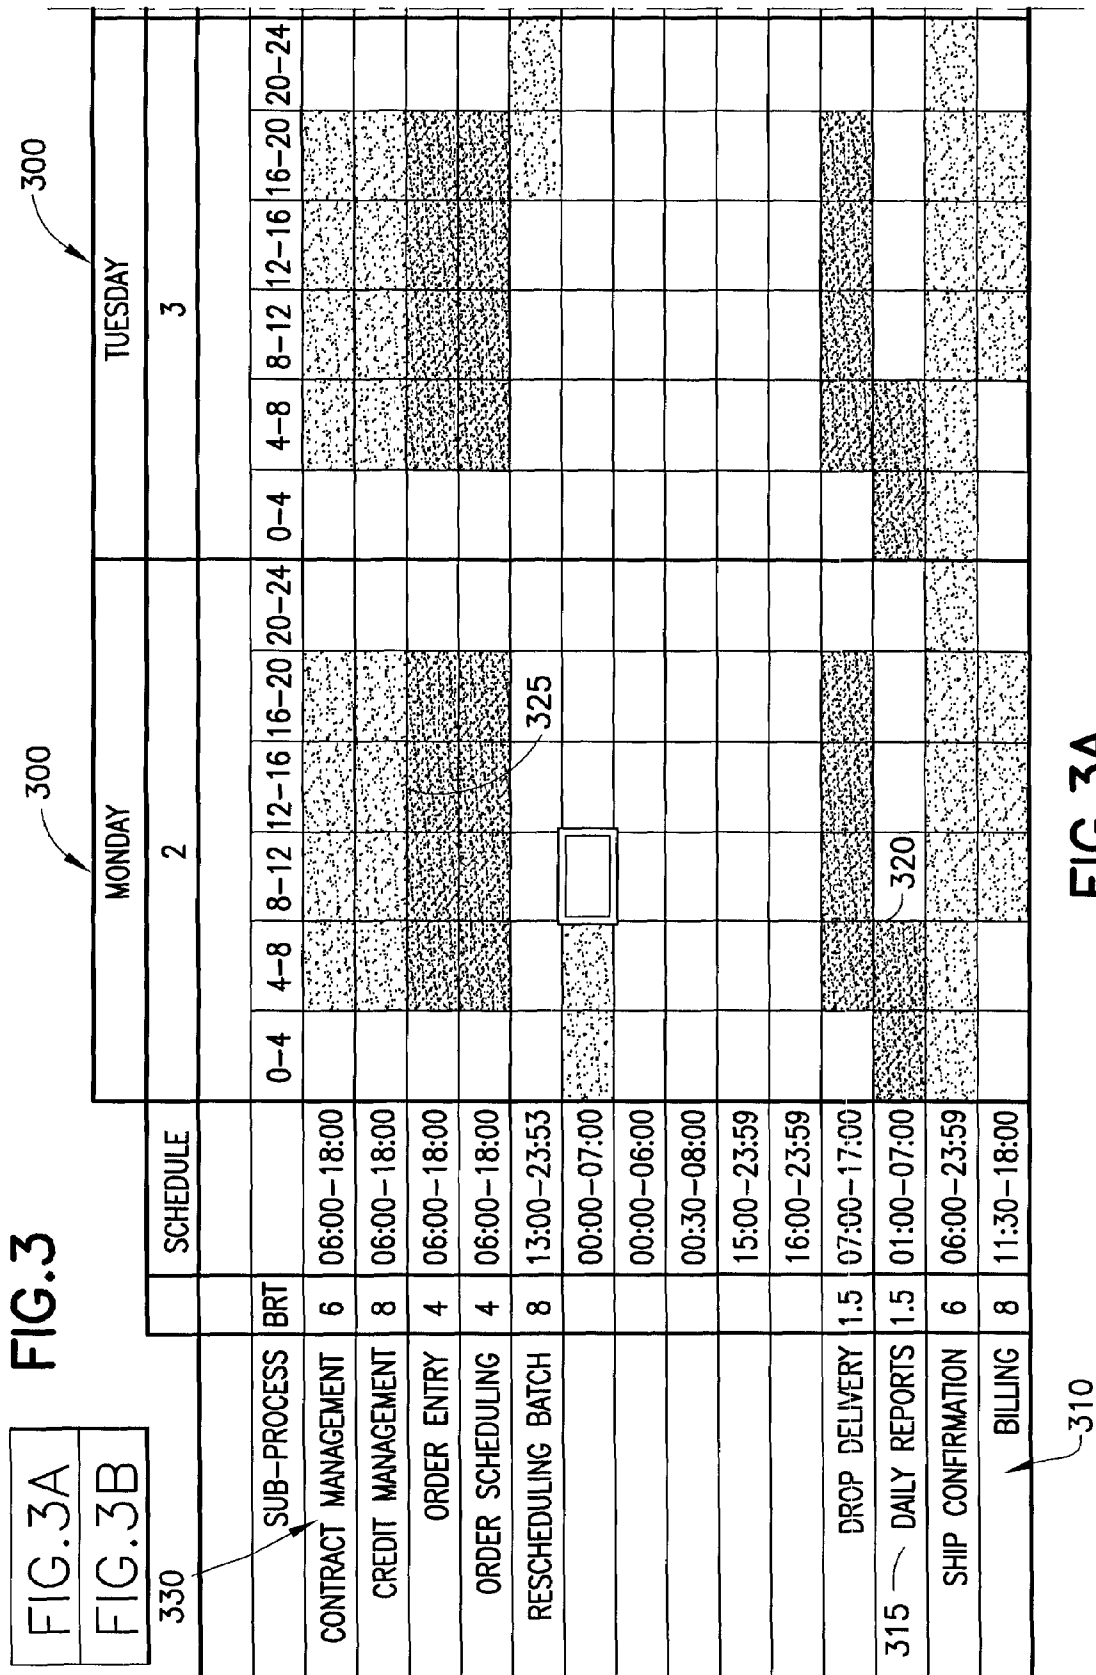 FIG.3
FIG.3A
FIG.3B
300
300
MONDAY TUESDAY
SCHEDULE 2 3
330
SUB-PROCESS BRT 0-4 4-8 8-12 12-16 16-20 20-24 0-4 4-8 8-12 12-16 16-20 20-24
CONTRACT MANAGEMENT 6 06:00-18:00
CREDIT MANAGEMENT 8 06:00-18:00
ORDER ENTRY 4 06:00-18:00
ORDER SCHEDULING 4 06:00-18:00
RESCHEDULING BATCH 8 13:00-23:53 325
00:00-07:00
00:00-06:00
00:30-08:00
15:00-23:59
16:00-23:59
DROP DELIVERY 1.5 07:00-17:00
315 DAILY REPORTS 1.5 01:00-07:00 320
SHIP CONFIRMATION 6 06:00-23:59
BILLING 8 11:30-18:00
310
FIG.3A